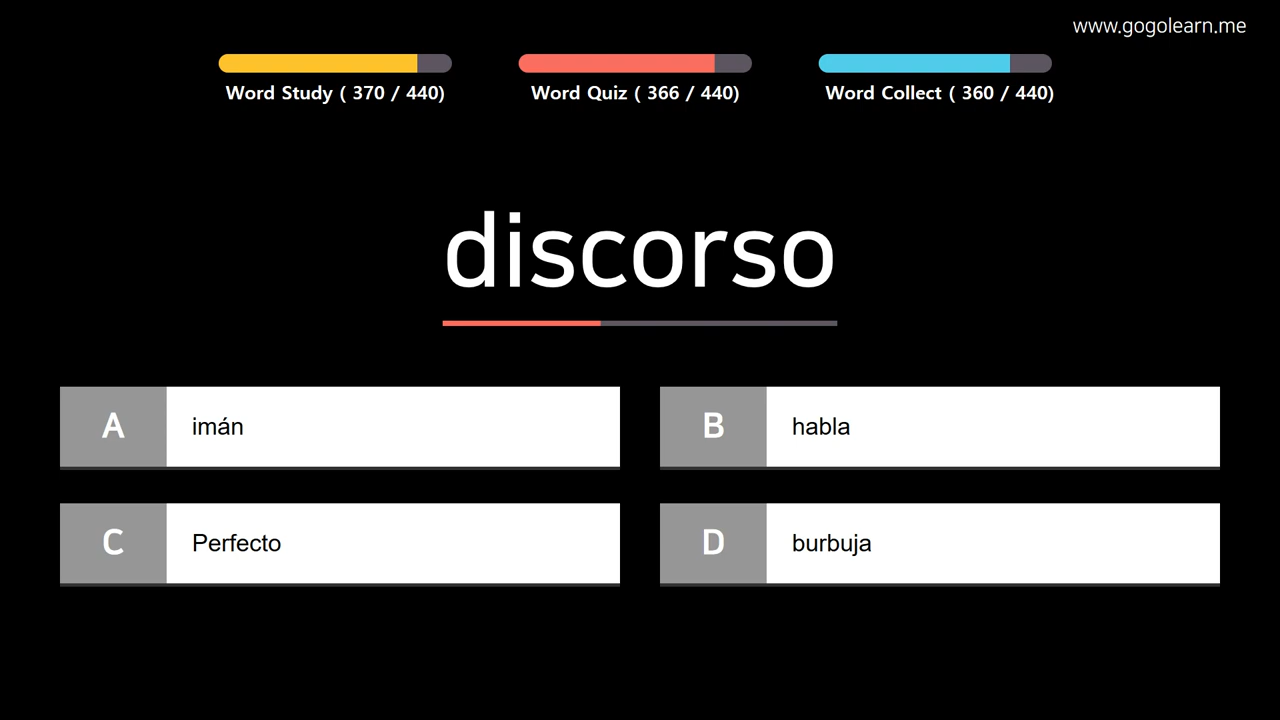 www.gogolearn.me
Word Study ( 370 / 440)
Word Quiz ( 366 / 440)
Word Collect ( 360 / 440)
discorso
A imán
B habla
C Perfecto
D burbuja